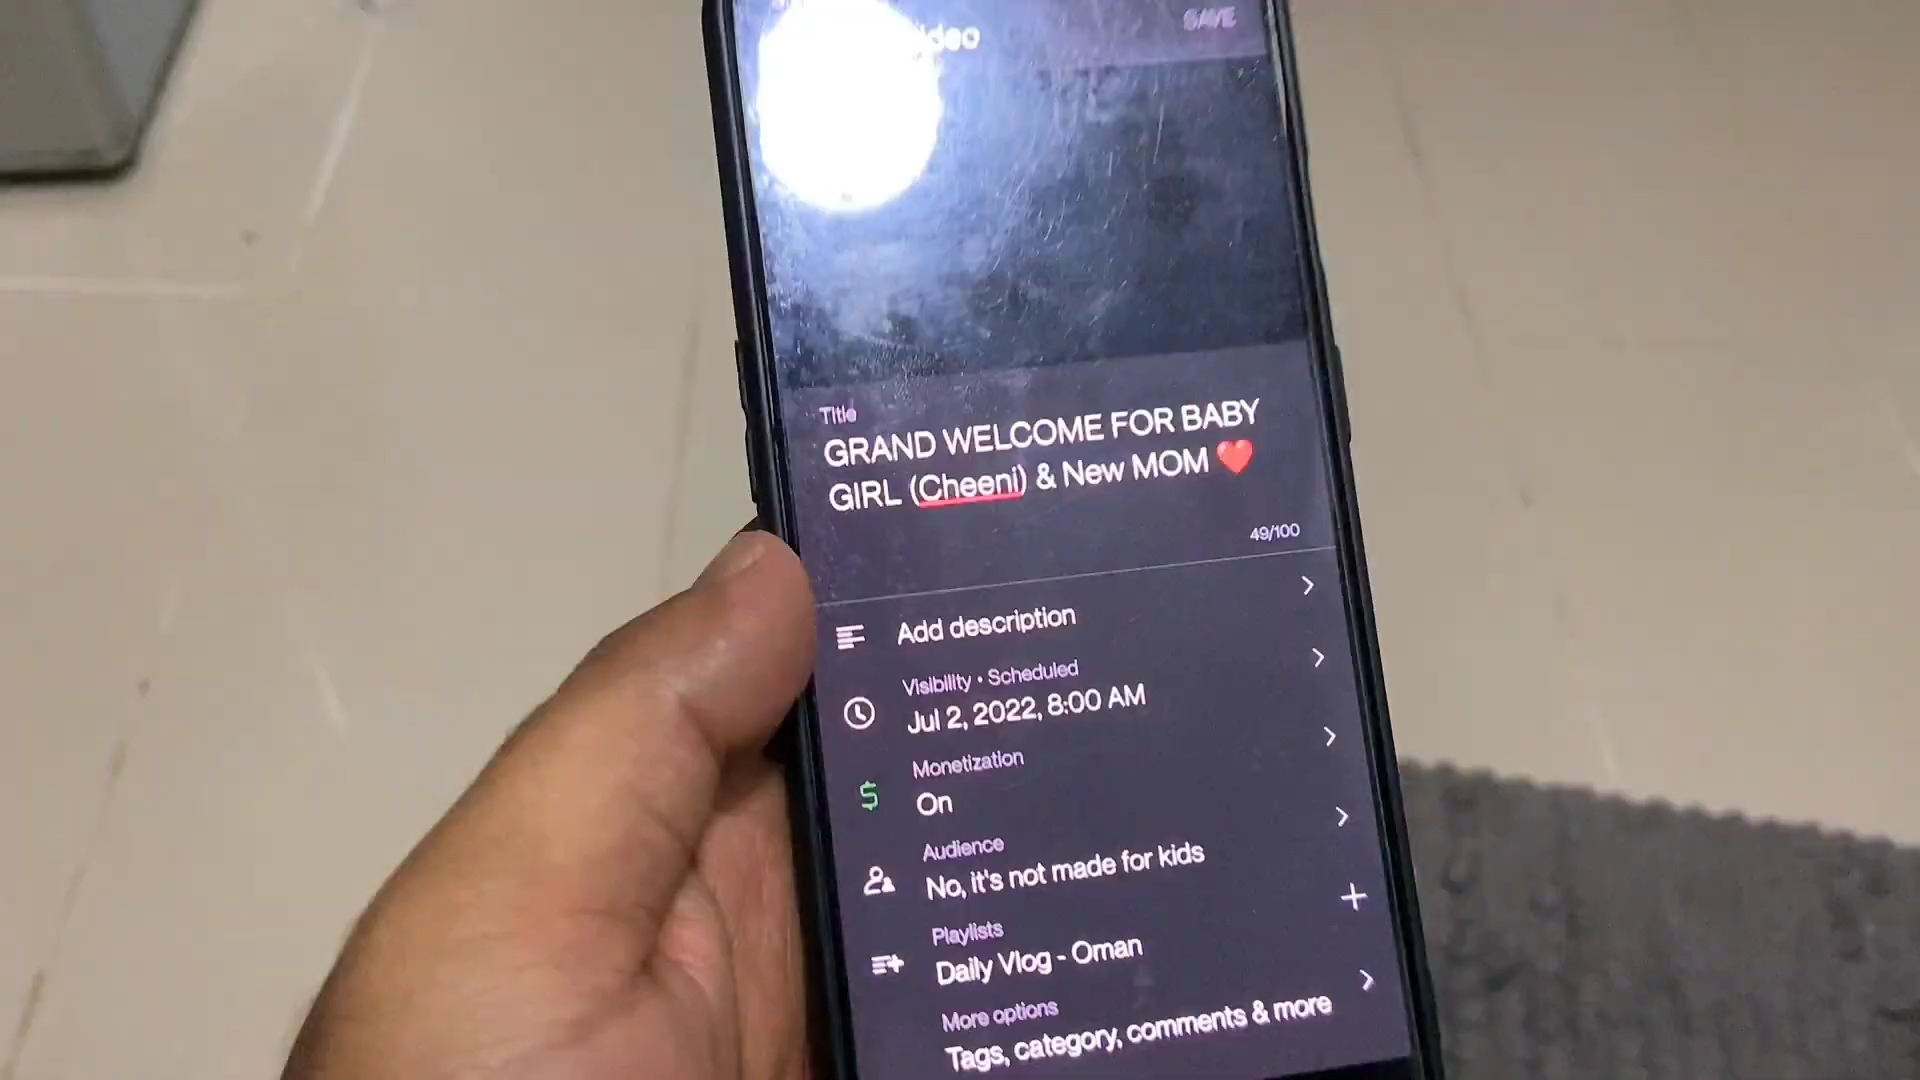 SAVE
Title
GRAND WELCOME FOR BABY
GIRL (Cheeni) & New MOM ❤️
49/100
Add description
Visibility • Scheduled
Jul 2, 2022, 8:00 AM
Monetization
On
Audience
No, it's not made for kids
Playlists
Daily Vlog - Oman
More options
Tags, category, comments & more